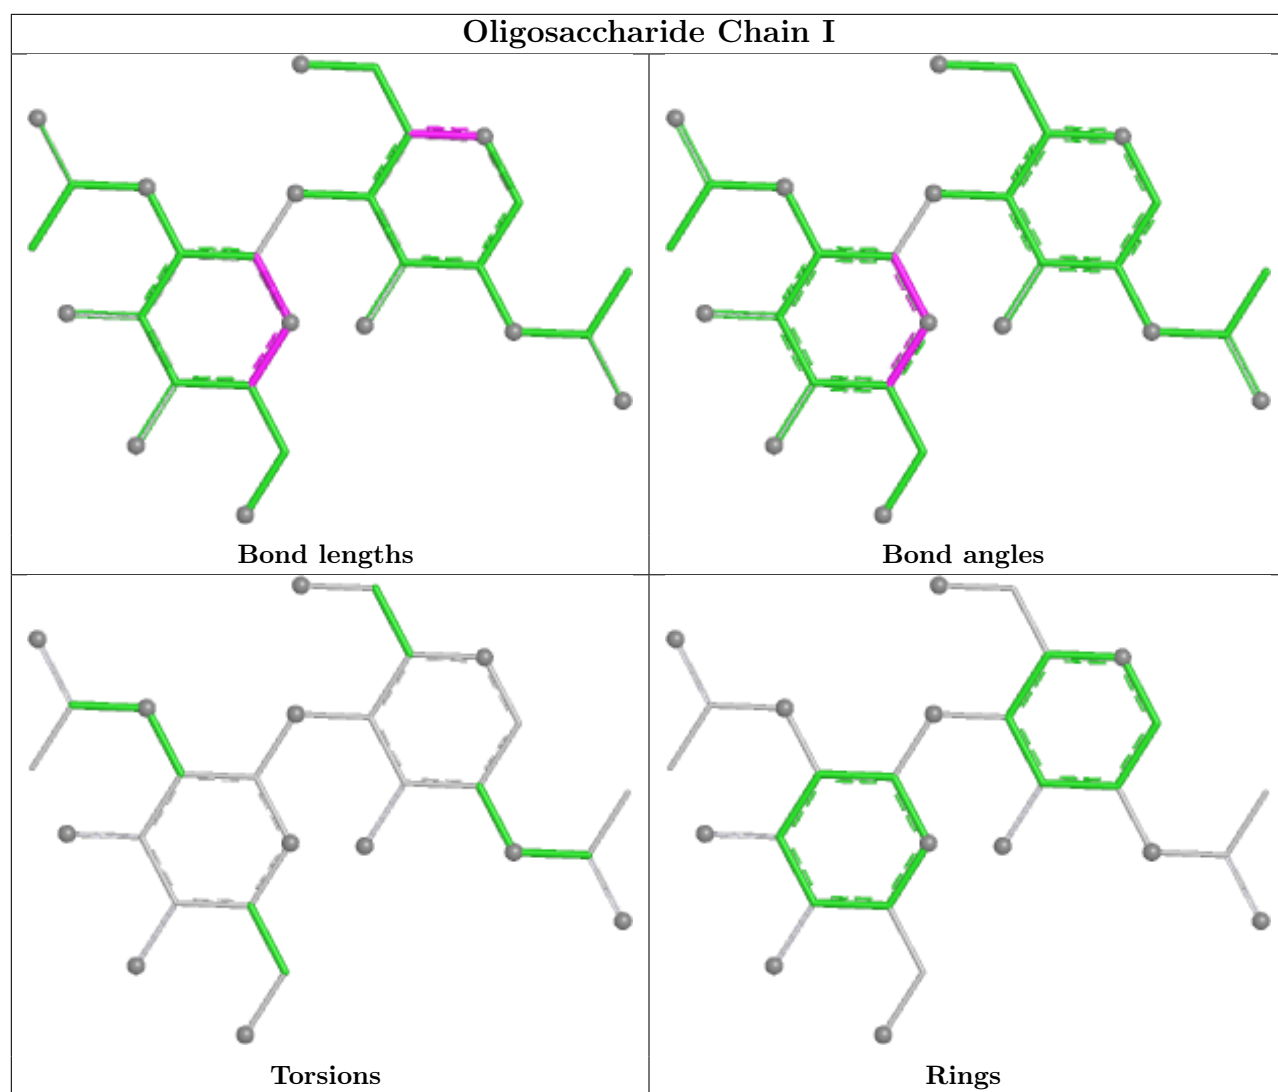 Oligosaccharide Chain I
Bond lengths
Bond angles
Torsions
Rings